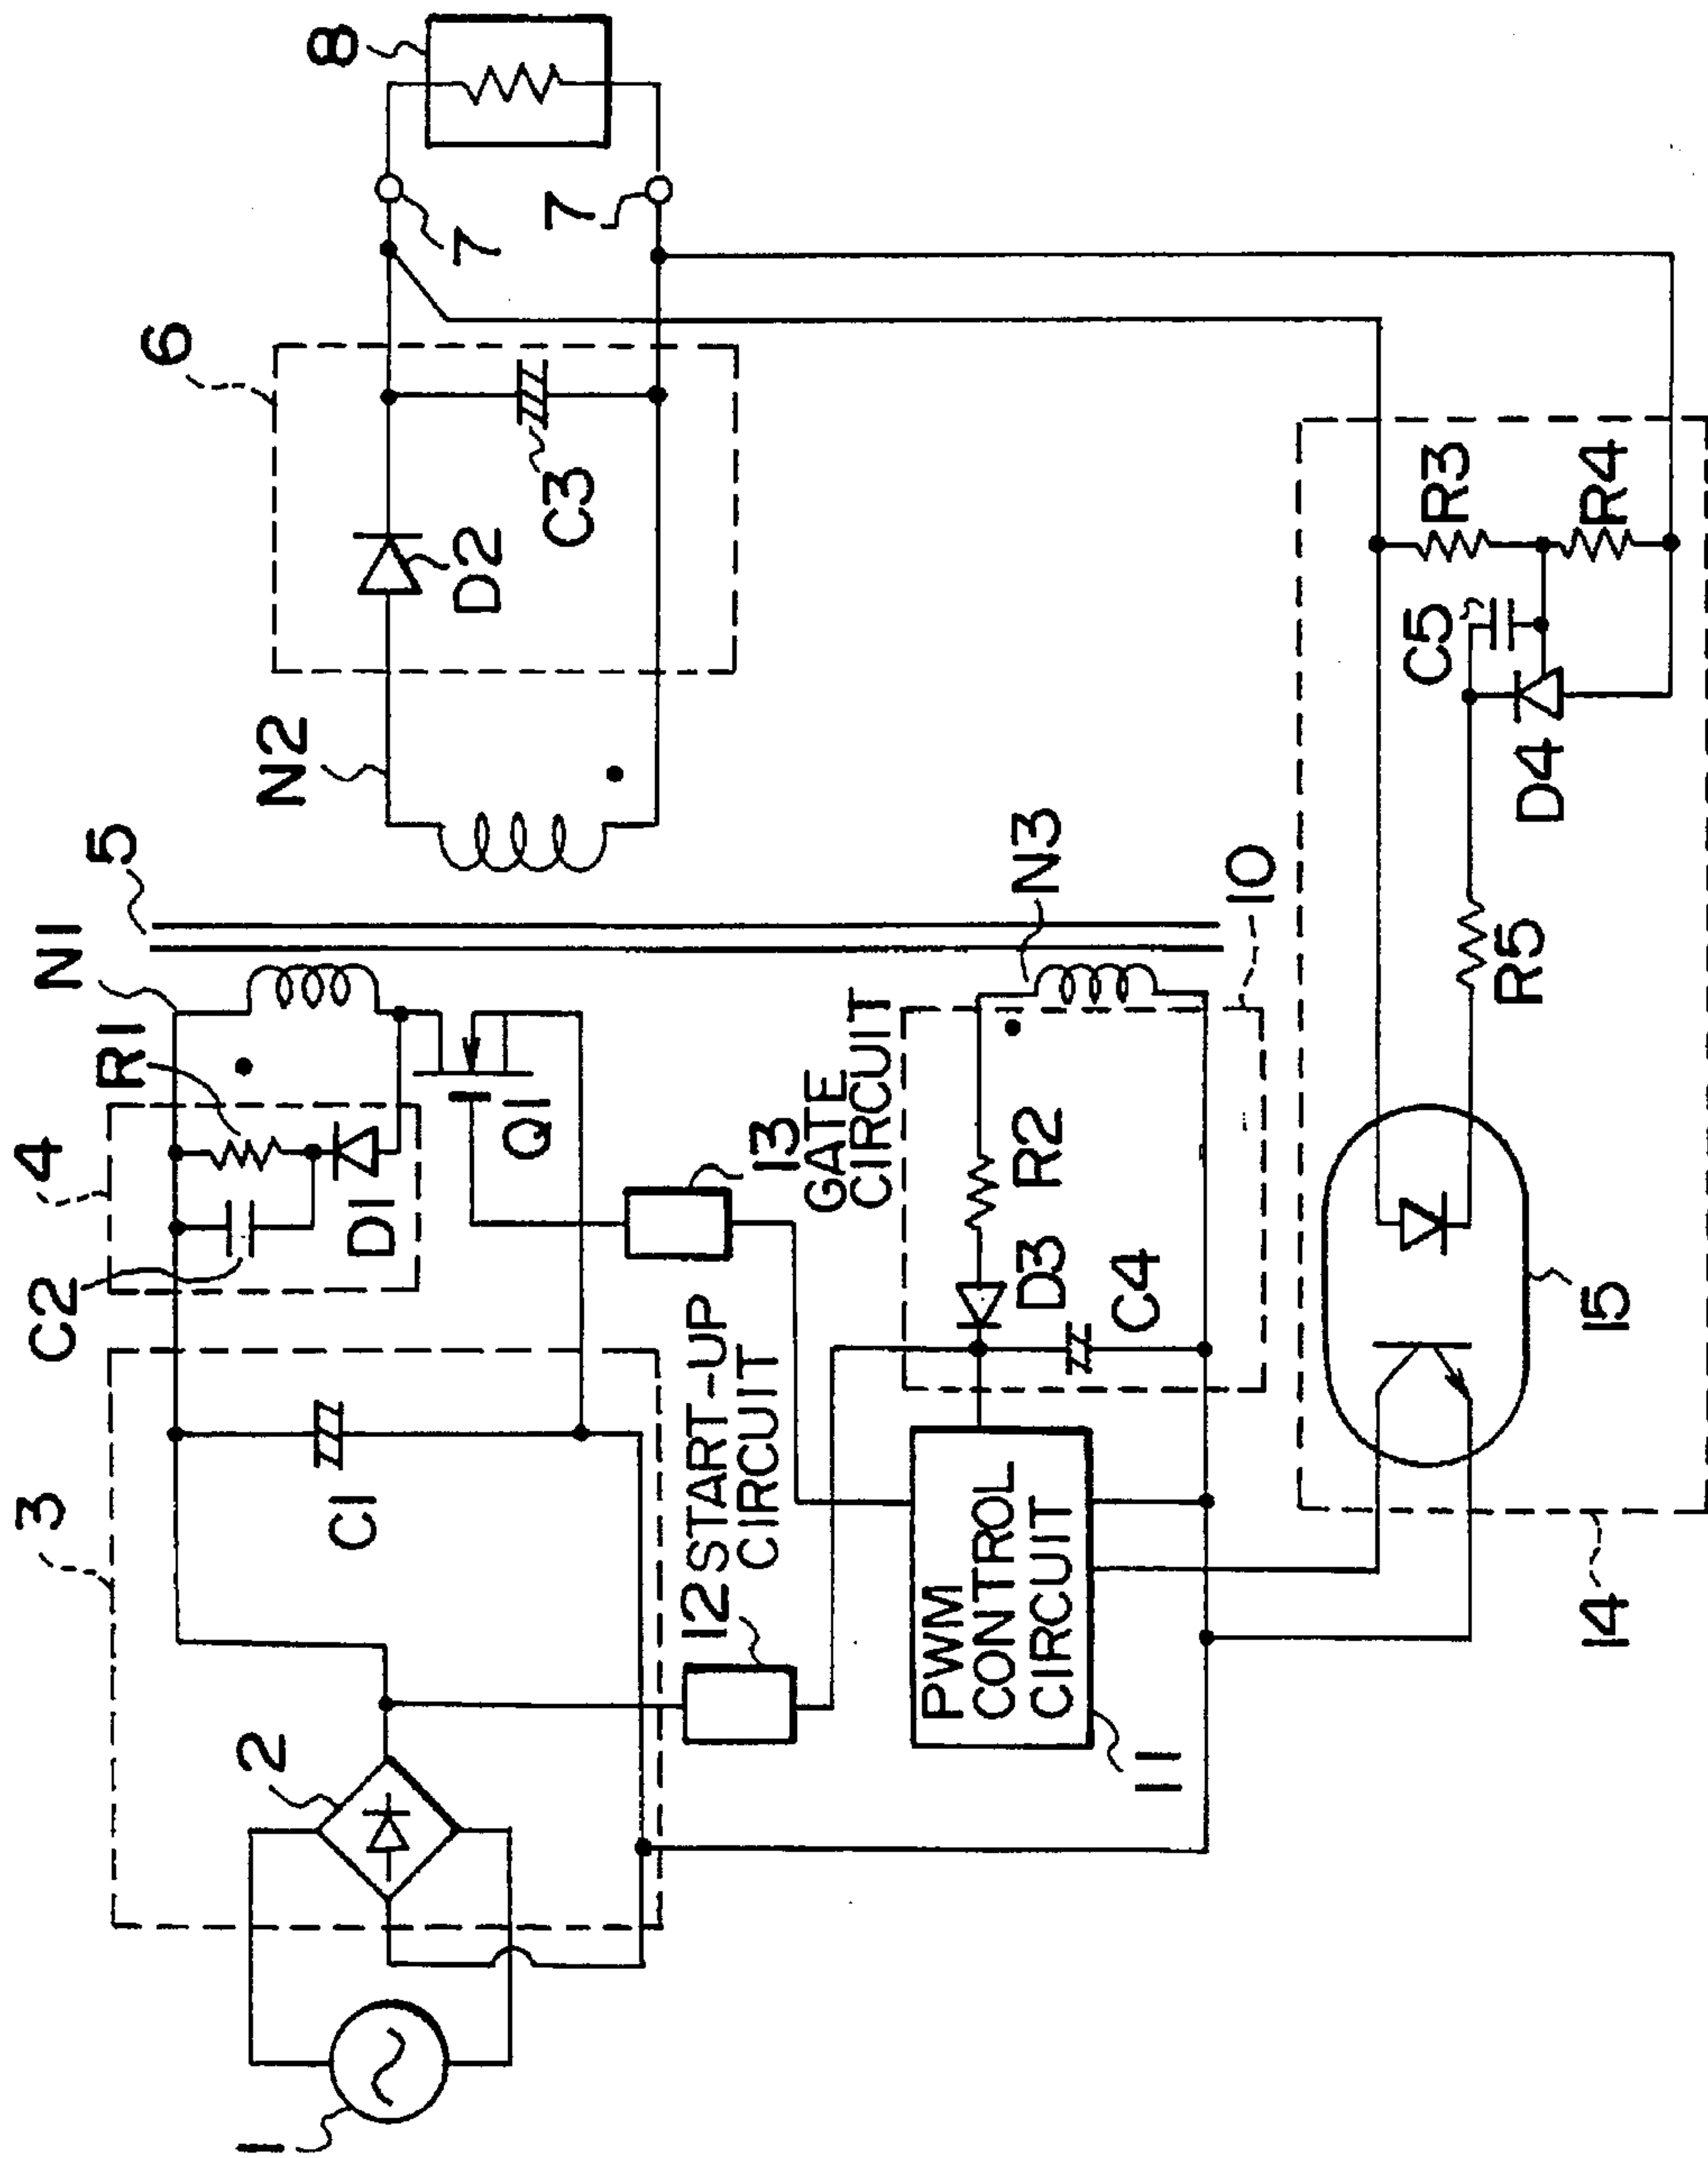 8
7
7
6
C3
D2
N2
5
N1
N3
10
R1
4
C2
D1
Q1
13
GATE
CIRCUIT
R2
D3
C4
3
C1
12 START-UP
CIRCUIT
PWM
CONTROL
CIRCUIT
11
2
1
R3
R4
C5
D4
R5
15
14